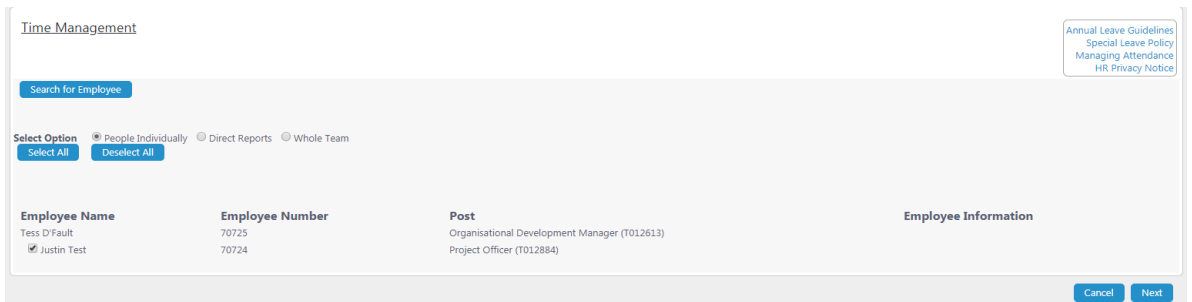 Time Management
Annual Leave Guidelines
Special Leave Policy
Managing Attendance
HR Privacy Notice
Search for Employee
Select Option People Individually Direct Reports Whole Team
Select All Deselect All
Employee Name Employee Number Post Employee Information
Tess D'Fault 70725 Organisational Development Manager (T012613)
Justin Test 70724 Project Officer (T012884)
Cancel Next